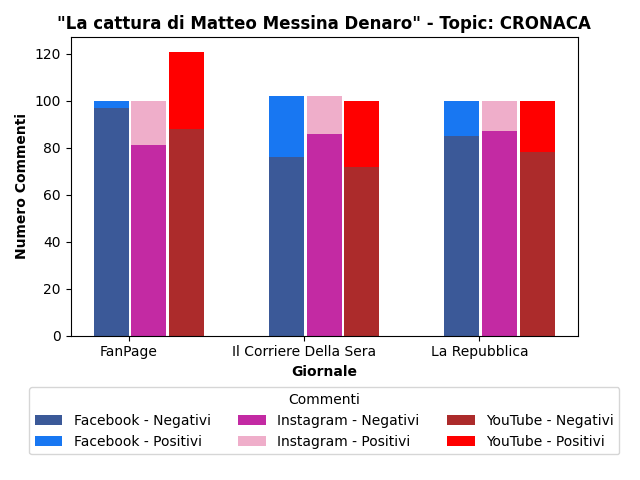 "La cattura di Matteo Messina Denaro" - Topic: CRONACA
Numero Commenti
120
100
80
60
40
20
0
FanPage Il Corriere Della Sera La Repubblica
Giornale
Commenti
Facebook - Negativi Instagram - Negativi YouTube - Negativi
Facebook - Positivi Instagram - Positivi YouTube - Positivi